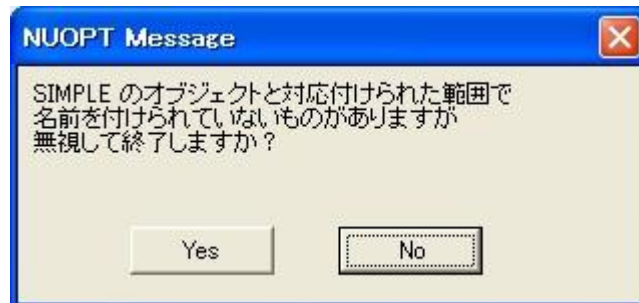 NUOPT Message
SIMPLE のオブジェクトと対応付けられた範囲で
名前を付けられていないものがありますが
無視して終了しますか？
Yes
No